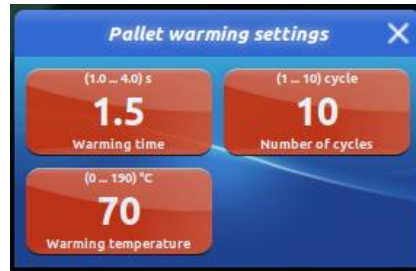 Pallet warming settings
(1.0 ... 4.0) s
1.5
Warming time
(1 ... 10) cycle
10
Number of cycles
(0 ... 190) °C
70
Warming temperature